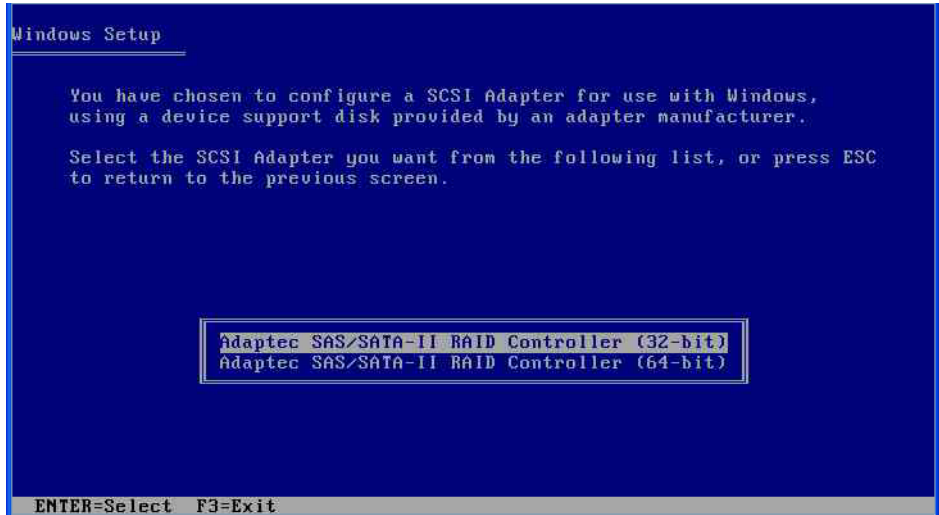 Windows Setup
You have chosen to configure a SCSI Adapter for use with Windows,
using a device support disk provided by an adapter manufacturer.
Select the SCSI Adapter you want from the following list, or press ESC
to return to the previous screen.
Adaptec SAS/SATA-II RAID Controller (32-bit)
Adaptec SAS/SATA-II RAID Controller (64-bit)
ENTER=Select  F3=Exit